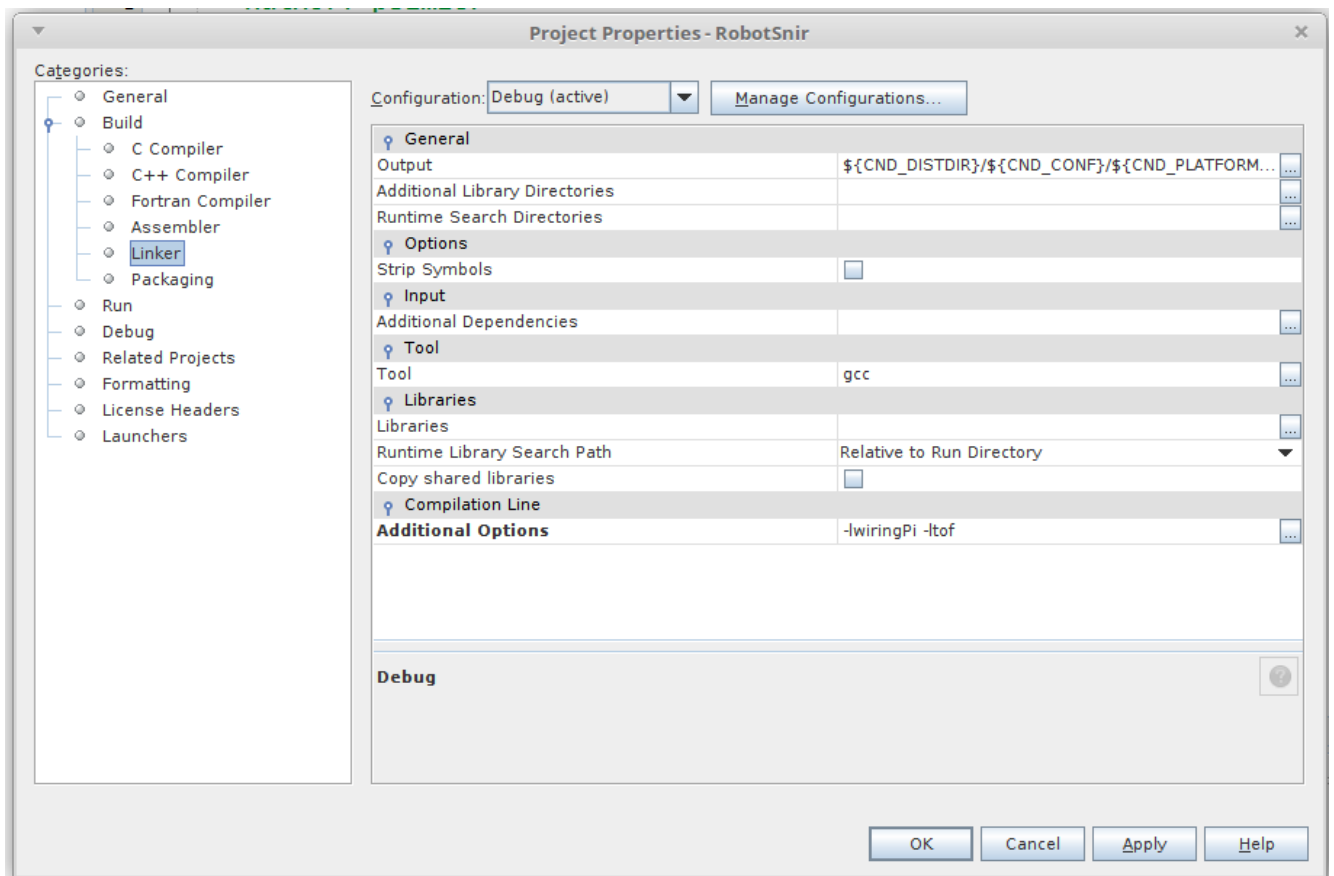 Project Properties - RobotSnir
Categories:
General
Build
C Compiler
C++ Compiler
Fortran Compiler
Assembler
Linker
Packaging
Run
Debug
Related Projects
Formatting
License Headers
Launchers
Configuration: Debug (active) Manage Configurations...
General
Output ${CND_DISTDIR}/${CND_CONF}/${CND_PLATFORM... ...
Additional Library Directories ...
Runtime Search Directories ...
Options
Strip Symbols
Input
Additional Dependencies ...
Tool
Tool gcc ...
Libraries
Libraries ...
Runtime Library Search Path Relative to Run Directory
Copy shared libraries
Compilation Line
Additional Options -lwiringPi -ltof ...
Debug
?
OK Cancel Apply Help